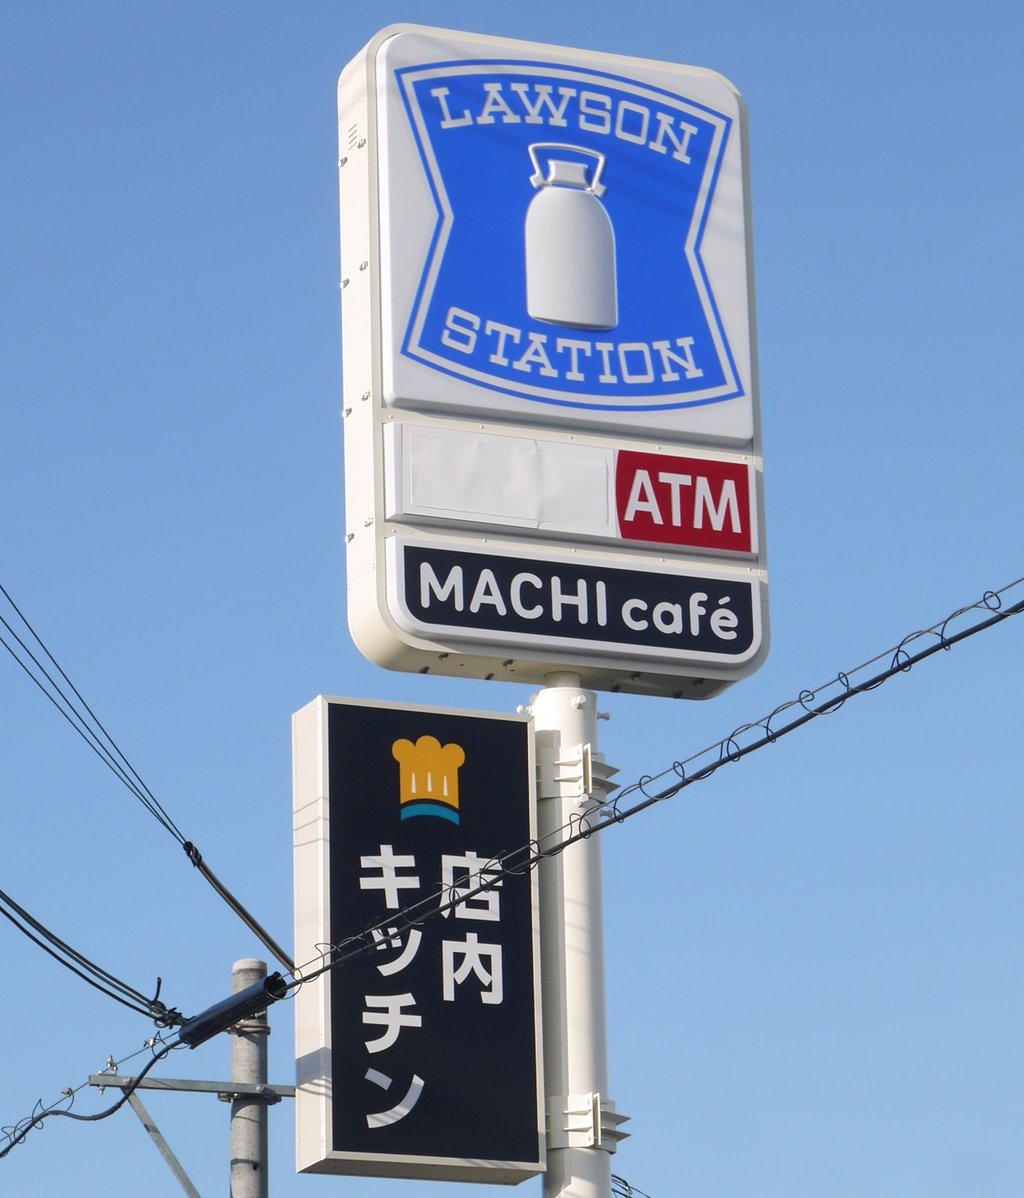 LAWSON
STATION
ATM
MACHI café
店内
キッチン